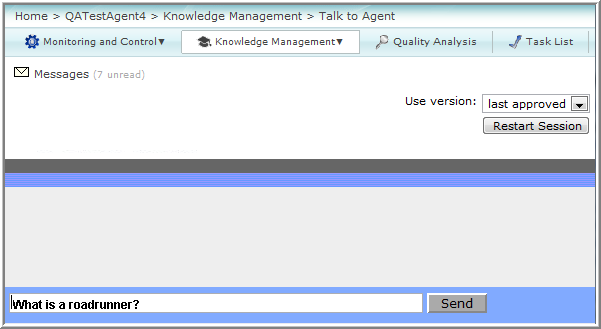 Home > QATestAgent4 > Knowledge Management > Talk to Agent
Monitoring and Control▼ Knowledge Management▼ Quality Analysis Task List
Messages (7 unread)
Use version: last approved
Restart Session
What is a roadrunner? Send